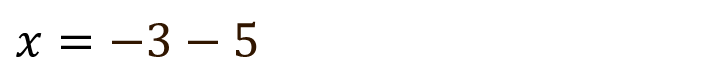 x = −3 − 5